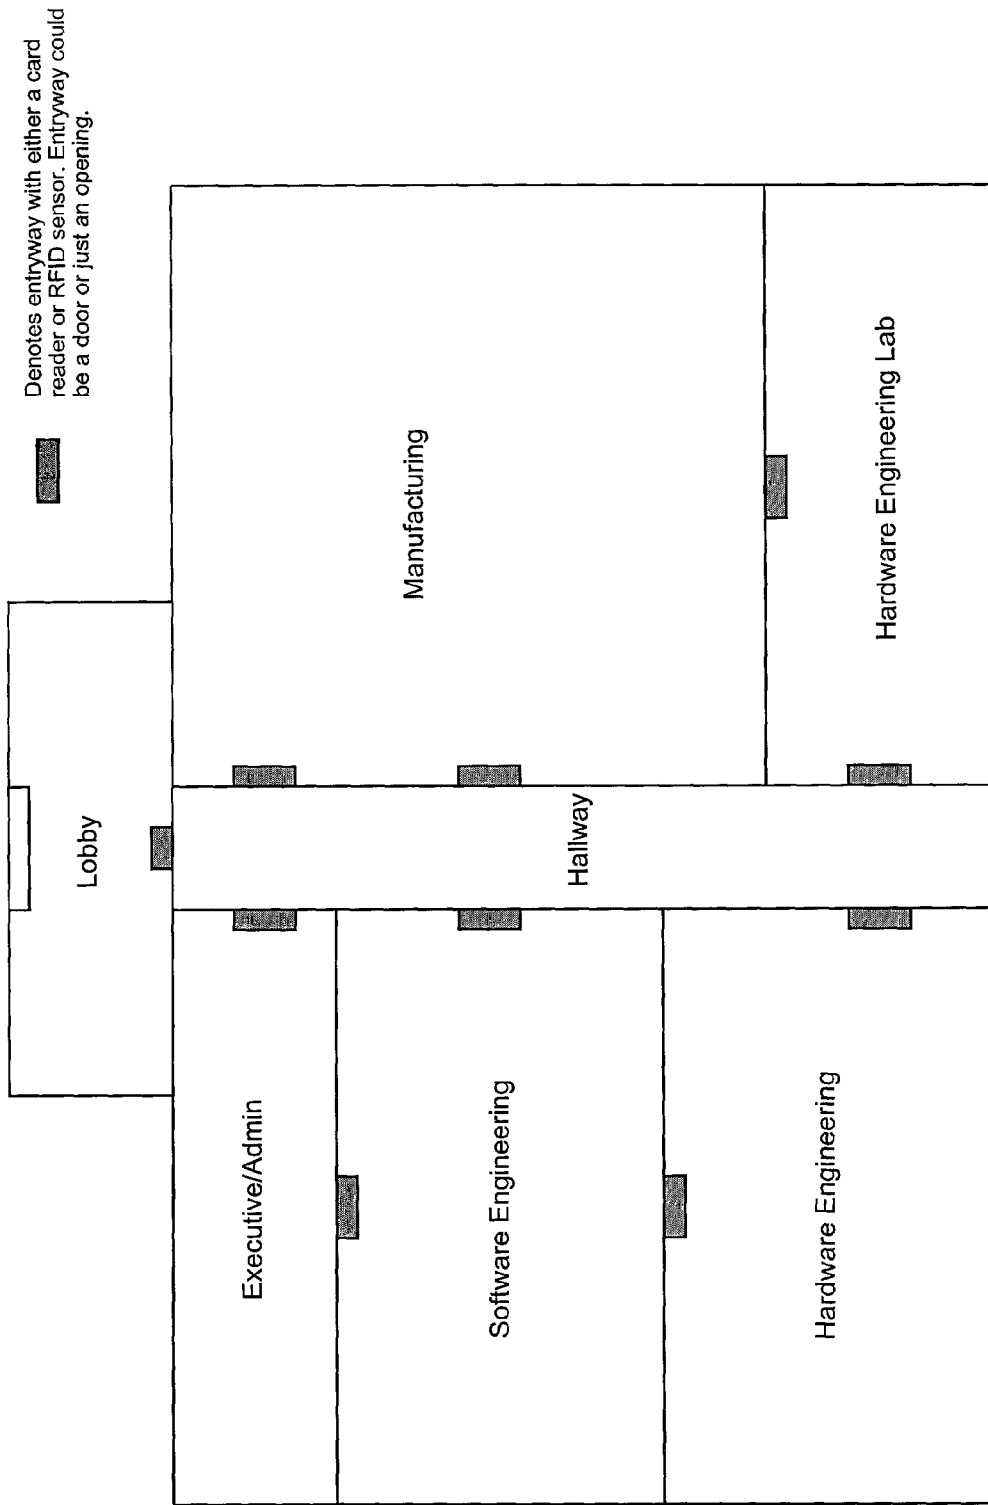 Denotes entryway with either a card
reader or RFID sensor. Entryway could
be a door or just an opening.
Lobby
Hallway
Manufacturing
Hardware Engineering Lab
Executive/Admin
Software Engineering
Hardware Engineering